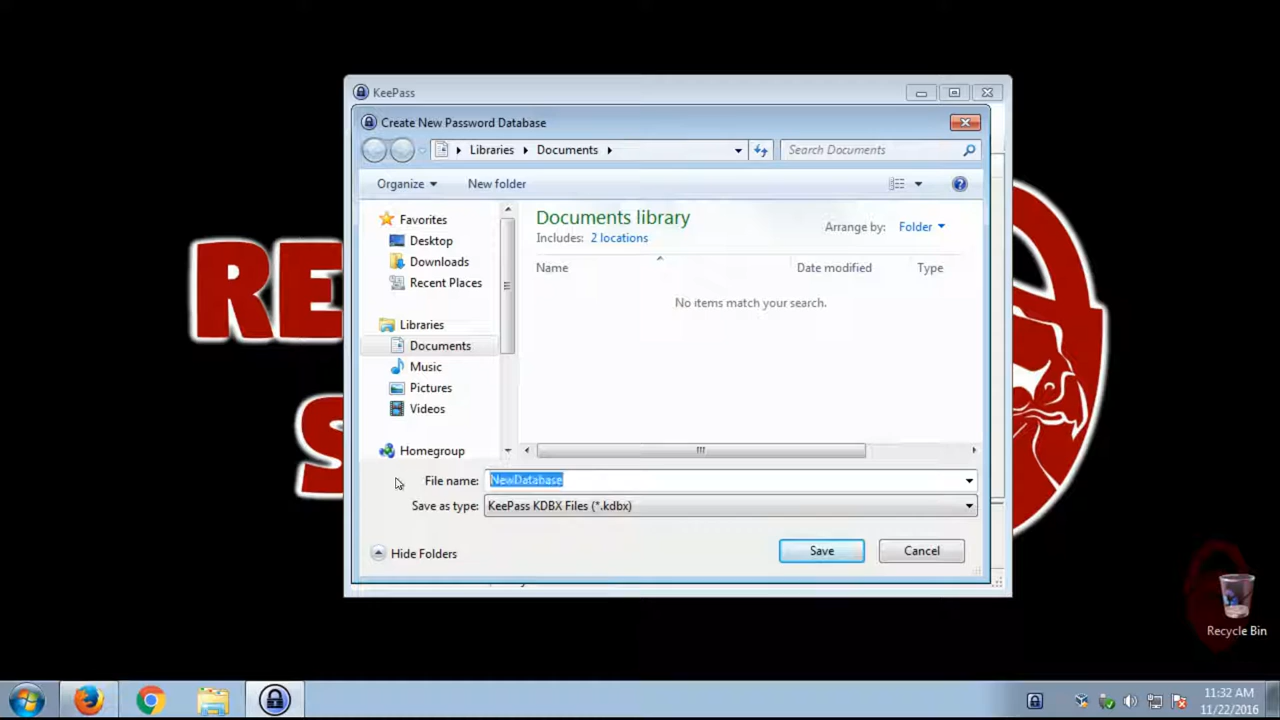 KeePass
Create New Password Database
Libraries Documents
Search Documents
Organize New folder
Favorites
Desktop
Downloads
Recent Places
Libraries
Documents
Music
Pictures
Videos
Homegroup
Documents library
Includes: 2 locations
Arrange by: Folder
Name Date modified Type
No items match your search.
File name: NewDatabase
Save as type: KeePass KDBX Files (*.kdbx)
Hide Folders
Save Cancel
RE
S
Recycle Bin
11:32 AM
11/22/2016